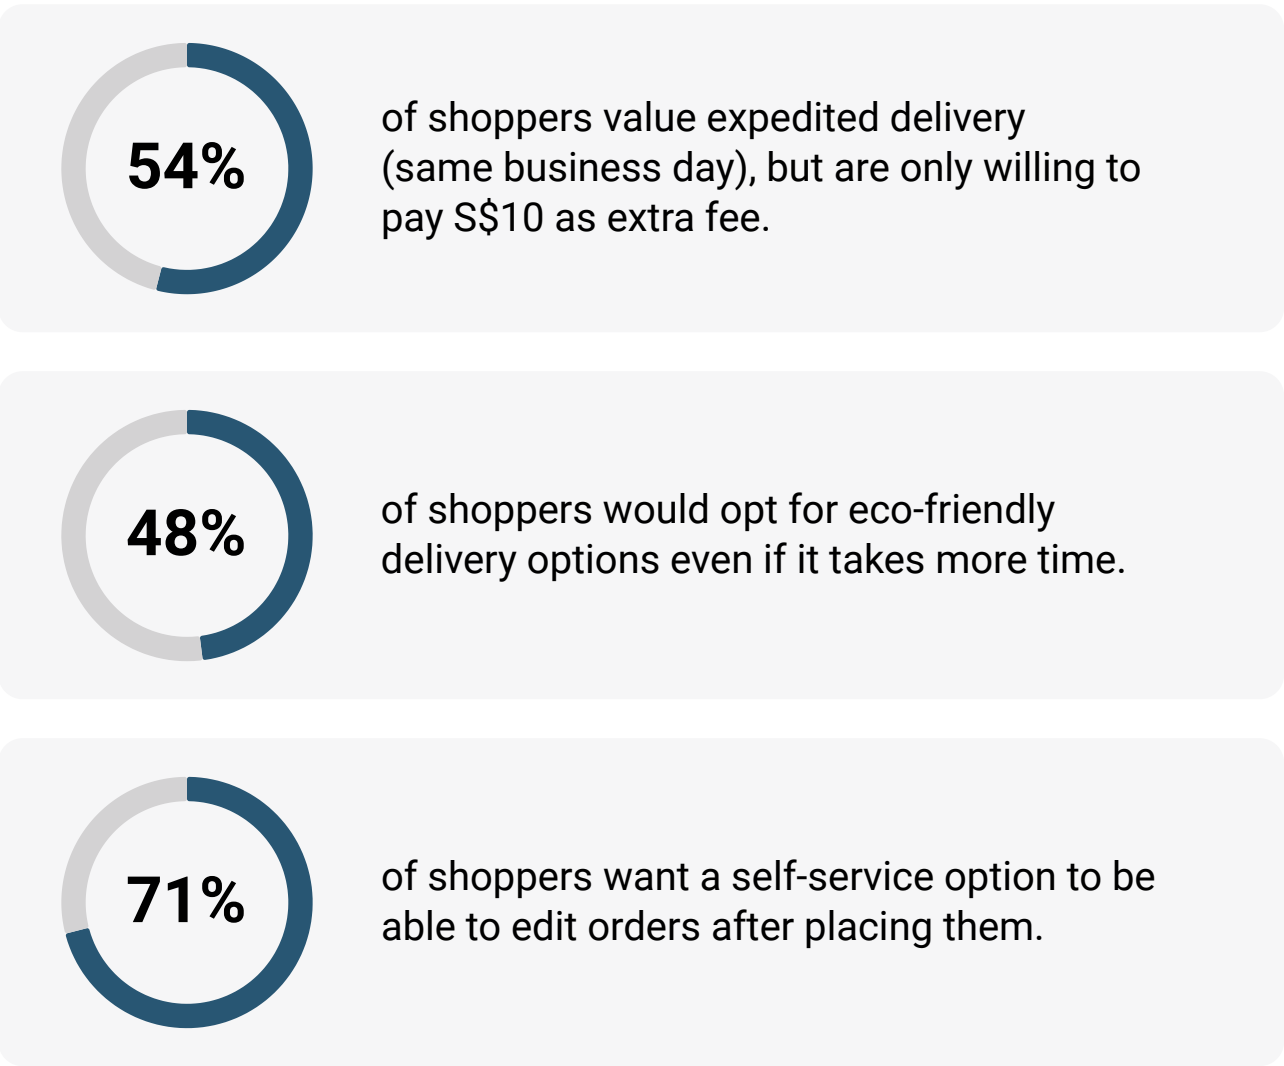 54%
of shoppers value expedited delivery
(same business day), but are only willing to
pay S$10 as extra fee.
48%
of shoppers would opt for eco-friendly
delivery options even if it takes more time.
71%
of shoppers want a self-service option to be
able to edit orders after placing them.